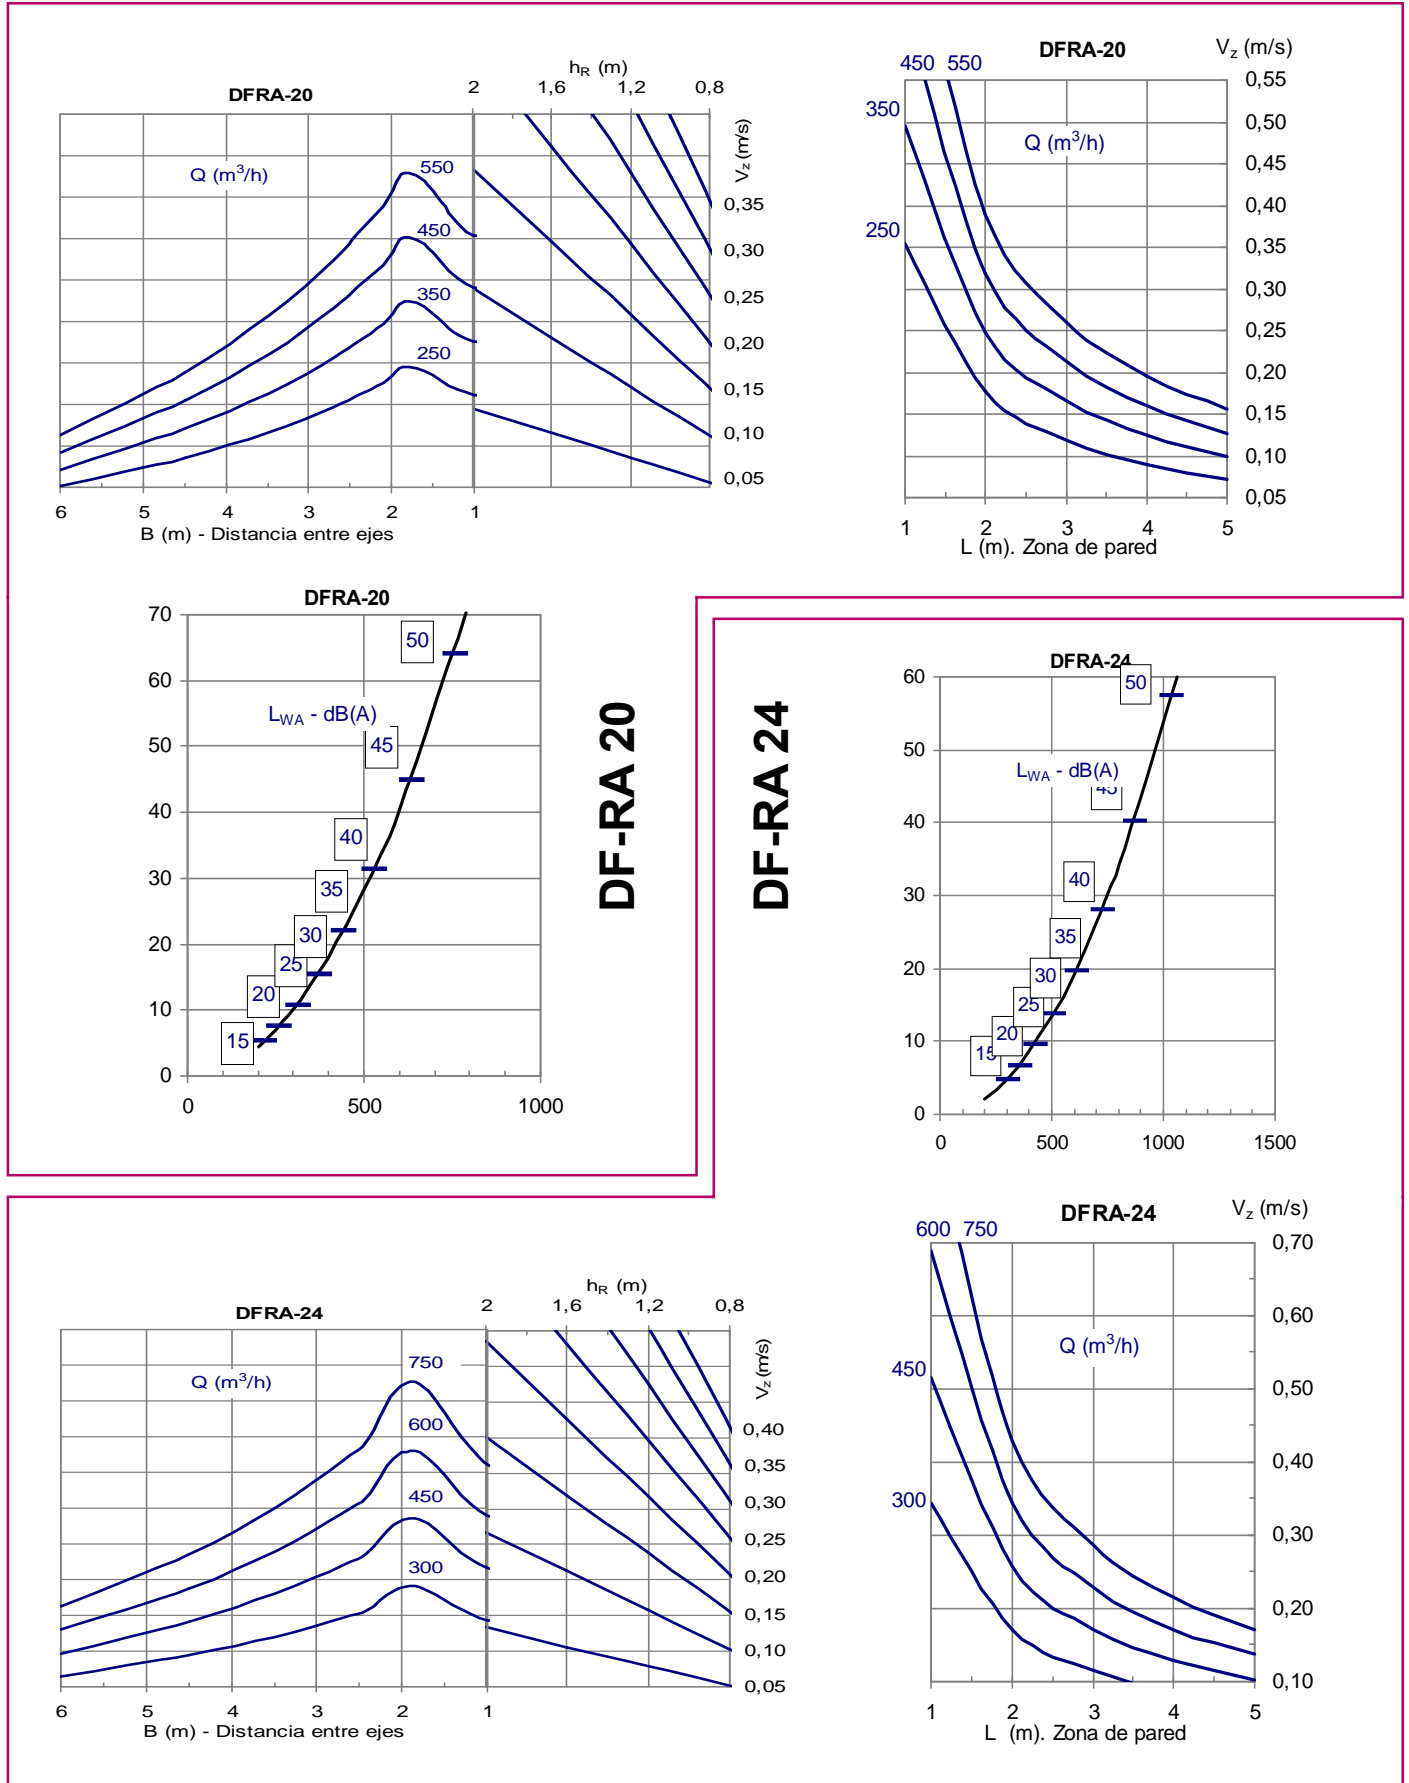 DFRA-20
h_R (m)
2 1,6 1,2 0,8
V_z (m/s)
Q (m³/h)
550
450
350
250
0,35
0,30
0,25
0,20
0,15
0,10
0,05
6 5 4 3 2 1
B (m) - Distancia entre ejes
DFRA-20
V_z (m/s)
450 550
350
250
Q (m³/h)
0,55
0,50
0,45
0,40
0,35
0,30
0,25
0,20
0,15
0,10
0,05
1 2 3 4 5
L (m). Zona de pared
DFRA-20
70
60
50
40
30
20
10
0
L_WA - dB(A)
50
45
40
35
30
25
20
15
0 500 1000
DF-RA 20
DF-RA 24
DFRA-24
60
50
40
30
20
10
0
L_WA - dB(A)
50
45
40
35
30
25
20
15
0 500 1000 1500
DFRA-24
h_R (m)
2 1,6 1,2 0,8
V_z (m/s)
Q (m³/h)
750
600
450
300
0,40
0,35
0,30
0,25
0,20
0,15
0,10
0,05
6 5 4 3 2 1
B (m) - Distancia entre ejes
DFRA-24
V_z (m/s)
600 750
450
300
Q (m³/h)
0,70
0,60
0,50
0,40
0,30
0,20
0,10
1 2 3 4 5
L (m). Zona de pared